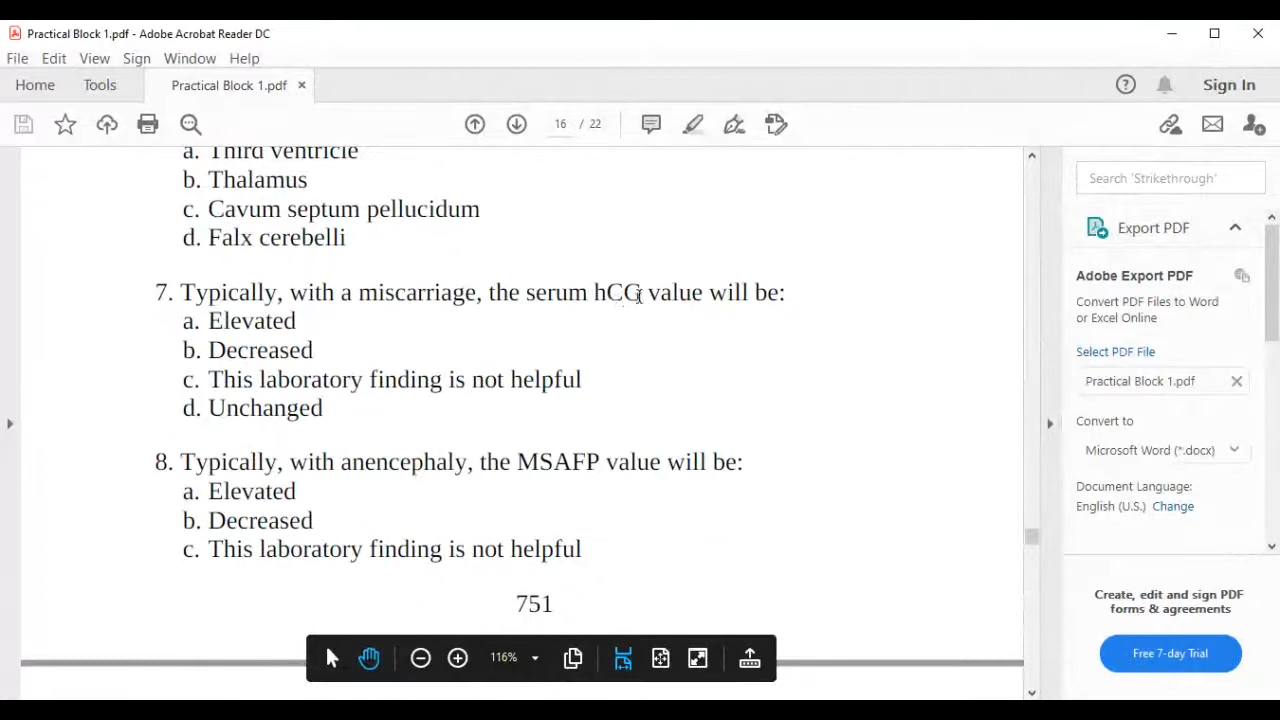 Practical Block 1.pdf - Adobe Acrobat Reader DC
File Edit View Sign Window Help
Home Tools Practical Block 1.pdf × Sign In
16 / 22
a. Third ventricle
b. Thalamus
c. Cavum septum pellucidum
d. Falx cerebelli
7. Typically, with a miscarriage, the serum hCG value will be:
a. Elevated
b. Decreased
c. This laboratory finding is not helpful
d. Unchanged
8. Typically, with anencephaly, the MSAFP value will be:
a. Elevated
b. Decreased
c. This laboratory finding is not helpful
751
116%
Search 'Strikethrough'
Export PDF
Adobe Export PDF
Convert PDF Files to Word
or Excel Online
Select PDF File
Practical Block 1.pdf
Convert to
Microsoft Word (*.docx)
Document Language:
English (U.S.) Change
Create, edit and sign PDF
forms & agreements
Free 7-day Trial